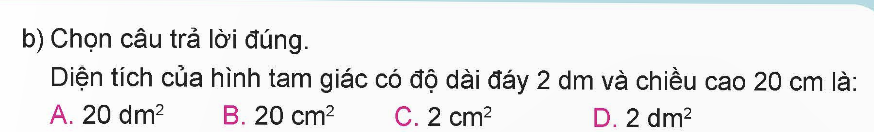 b) Chọn câu trả lời đúng.
Diện tích của hình tam giác có độ dài đáy 2 dm và chiều cao 20 cm là:
A. 20 dm² B. 20 cm² C. 2 cm² D. 2 dm²